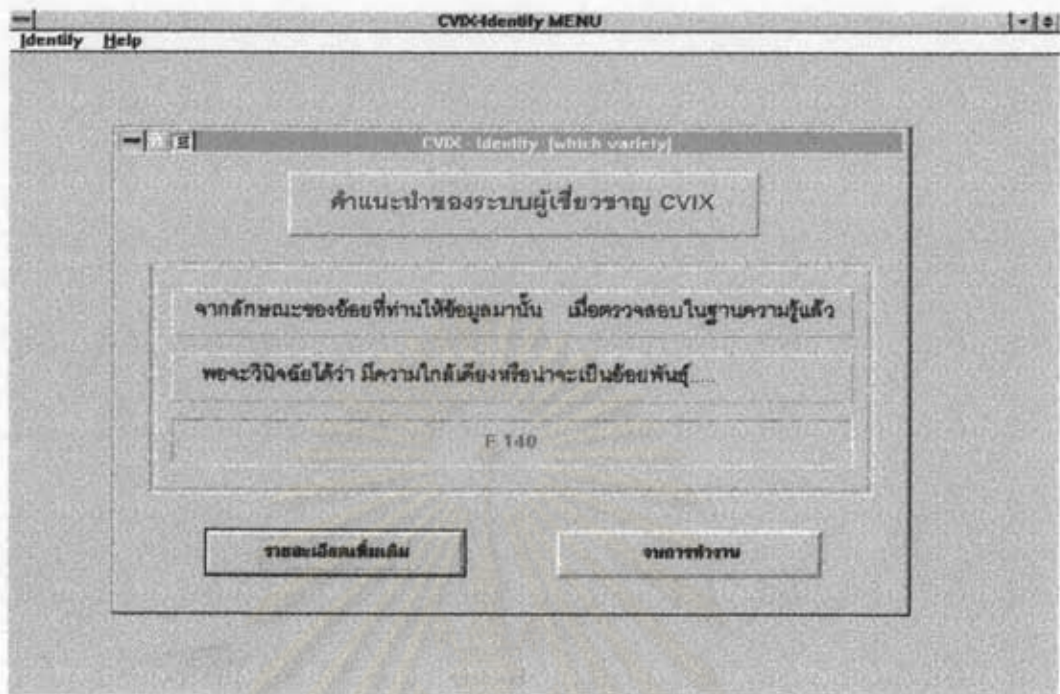 CVIX-Identify MENU
Identify Help
CVIX - Identify [which variety]
คำแนะนำของระบบผู้เชี่ยวชาญ CVIX
จากลักษณะของอ้อยที่ท่านให้ข้อมูลมานั้น เมื่อตรวจสอบในฐานความรู้แล้ว
พอจะวินิจฉัยได้ว่า มีความใกล้เคียงหรือน่าจะเป็นอ้อยพันธุ์.....
F 140
รายละเอียดเพิ่มเติม
จบการทำงาน